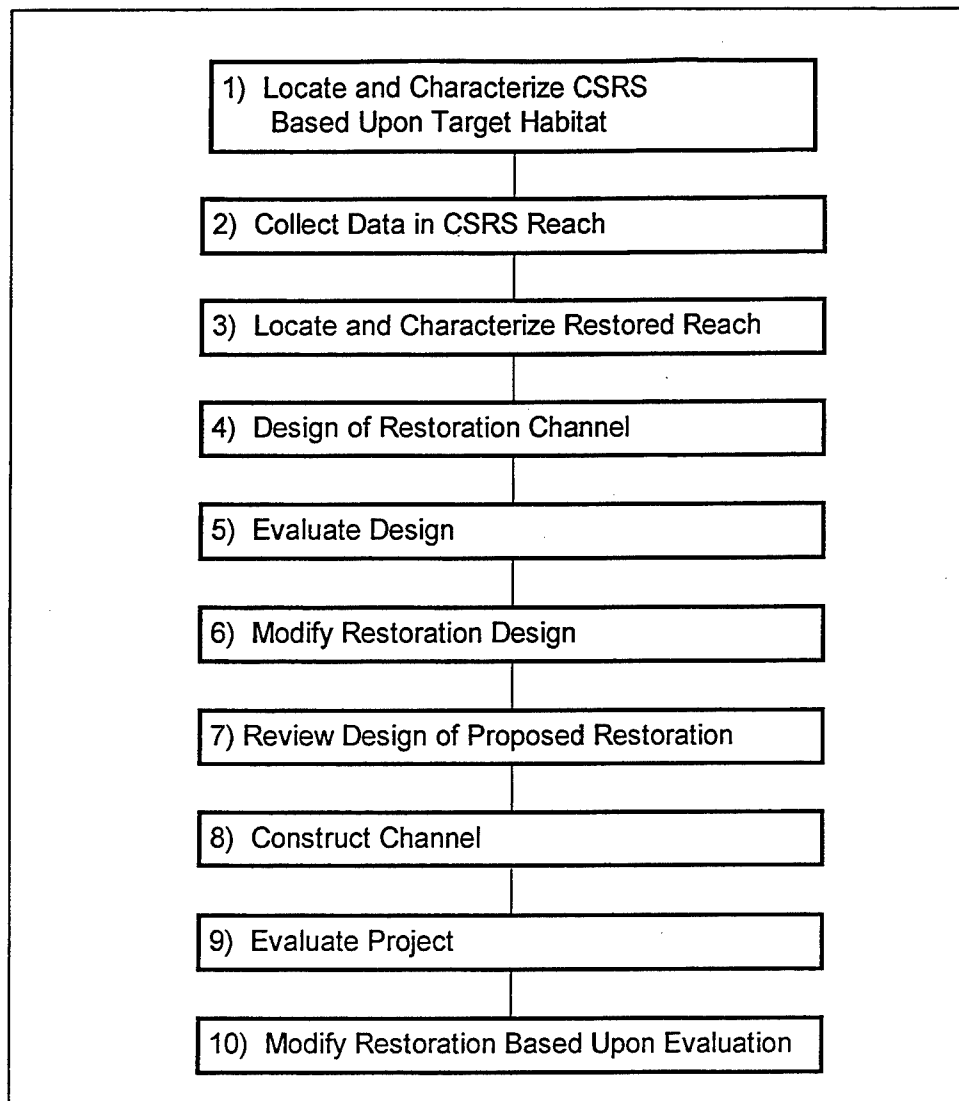 1) Locate and Characterize CSRS
Based Upon Target Habitat
2) Collect Data in CSRS Reach
3) Locate and Characterize Restored Reach
4) Design of Restoration Channel
5) Evaluate Design
6) Modify Restoration Design
7) Review Design of Proposed Restoration
8) Construct Channel
9) Evaluate Project
10) Modify Restoration Based Upon Evaluation